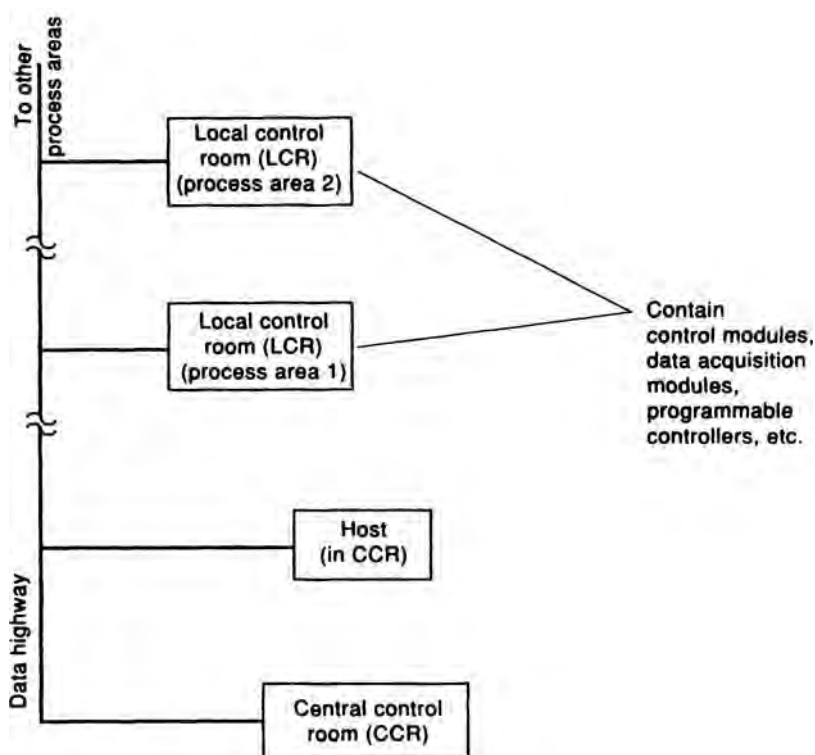 To other
process areas
Local control
room (LCR)
(process area 2)
Local control
room (LCR)
(process area 1)
Contain
control modules,
data acquisition
modules,
programmable
controllers, etc.
Host
(in CCR)
Data highway
Central control
room (CCR)